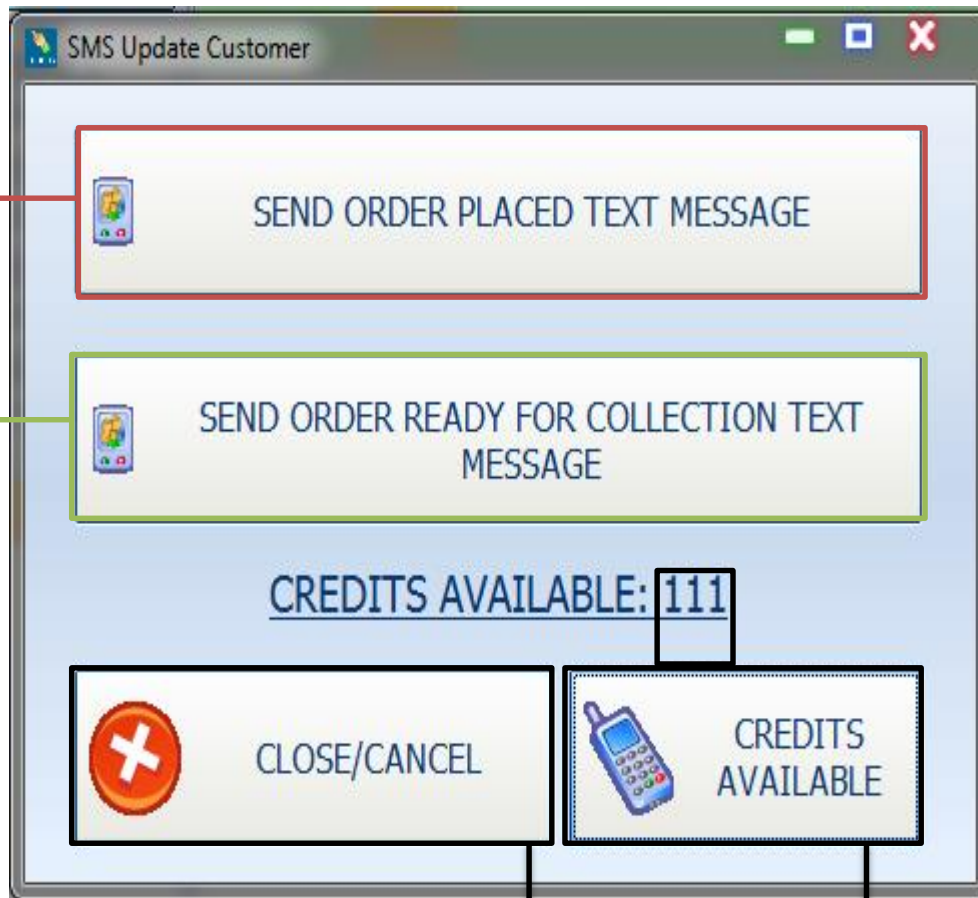 SMS Update Customer
SEND ORDER PLACED TEXT MESSAGE
SEND ORDER READY FOR COLLECTION TEXT
MESSAGE
CREDITS AVAILABLE: 111
CLOSE/CANCEL
CREDITS
AVAILABLE